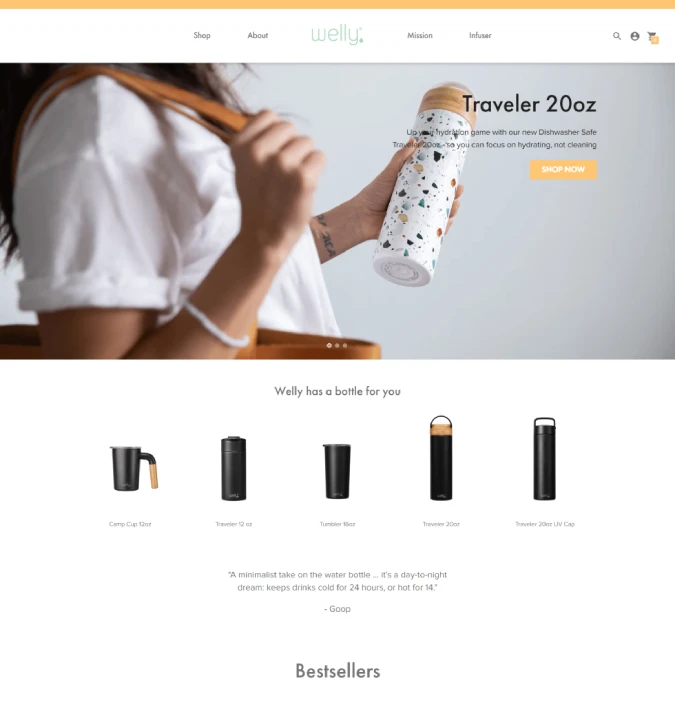 Shop
About
welly
Mission
Infuser
Traveler 20oz
Up your hydration game with our new Dishwasher Safe
Traveler 20oz - so you can focus on hydrating, not cleaning
SHOP NOW
Welly has a bottle for you
Camp Cup 12oz
Traveler 12 oz
Tumbler 16oz
Traveler 20oz
Traveler 20oz UV Cap
"A minimalist take on the water bottle ... it's a day-to-night
dream: keeps drinks cold for 24 hours, or hot for 14."
- Goop
Bestsellers